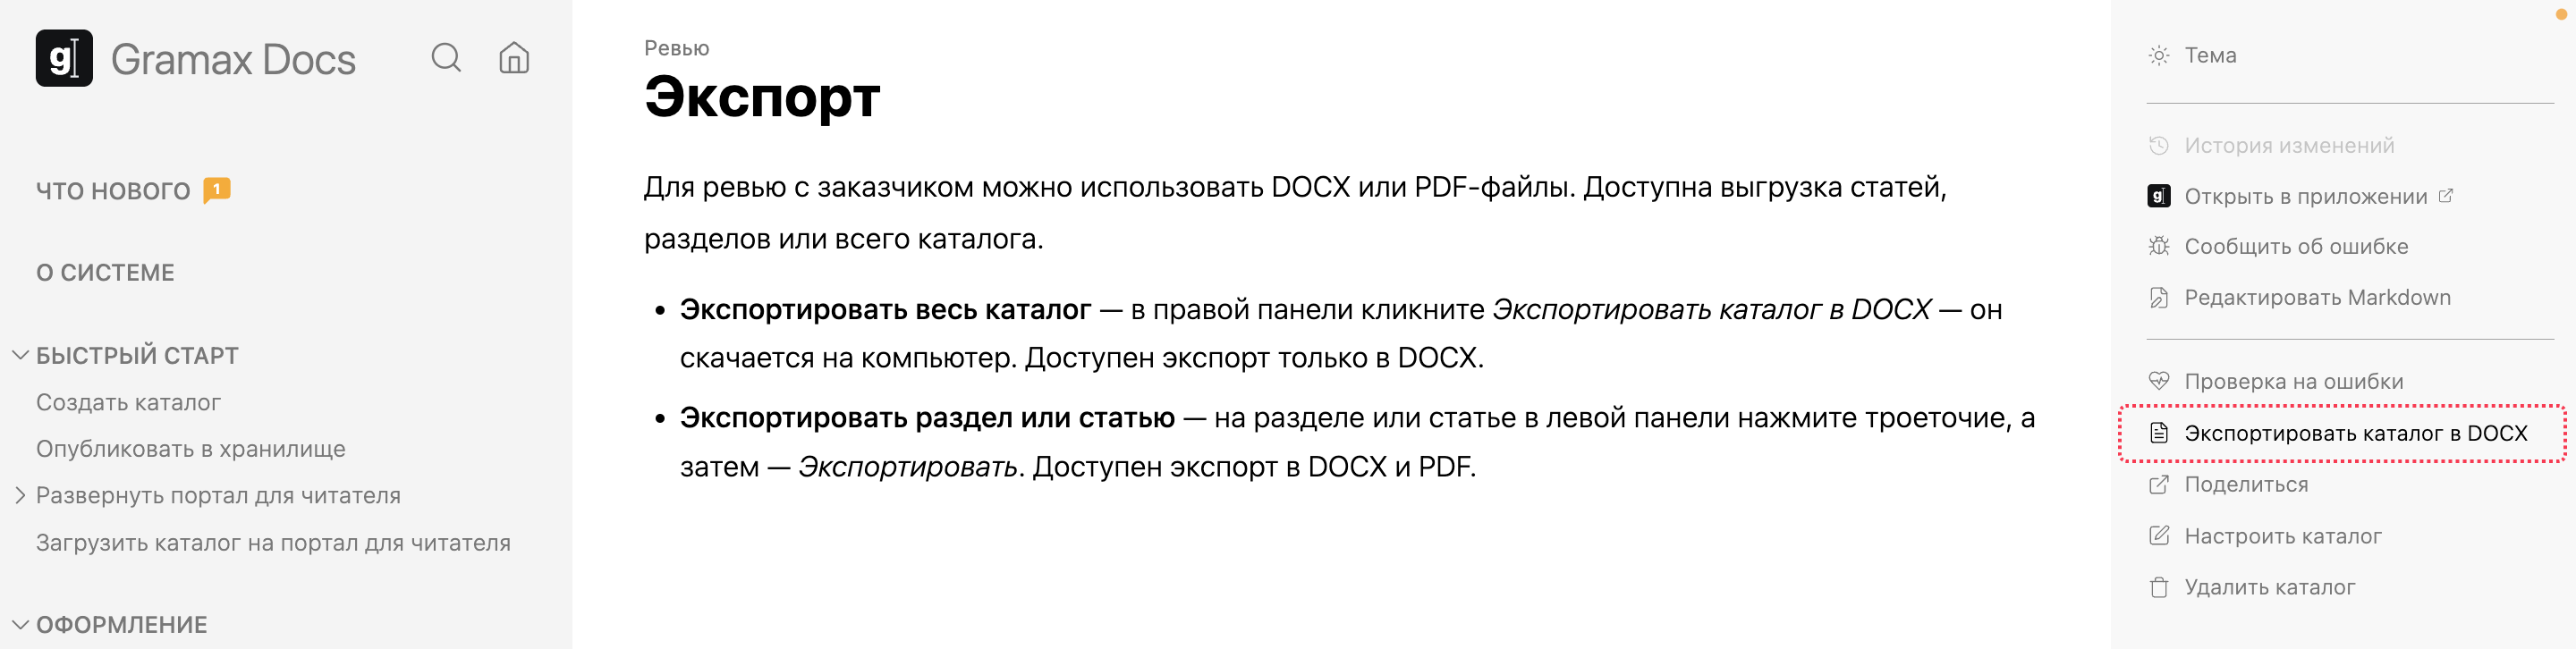 Gramax Docs
ЧТО НОВОГО 1
О СИСТЕМЕ
БЫСТРЫЙ СТАРТ
Создать каталог
Опубликовать в хранилище
Развернуть портал для читателя
Загрузить каталог на портал для читателя
ОФОРМЛЕНИЕ
Ревью
Экспорт
Для ревью с заказчиком можно использовать DOCX или PDF-файлы. Доступна выгрузка статей,
разделов или всего каталога.
• Экспортировать весь каталог — в правой панели кликните Экспортировать каталог в DOCX — он
скачается на компьютер. Доступен экспорт только в DOCX.
• Экспортировать раздел или статью — на разделе или статье в левой панели нажмите троеточие, а
затем — Экспортировать. Доступен экспорт в DOCX и PDF.
Тема
История изменений
Открыть в приложении
Сообщить об ошибке
Редактировать Markdown
Проверка на ошибки
Экспортировать каталог в DOCX
Поделиться
Настроить каталог
Удалить каталог